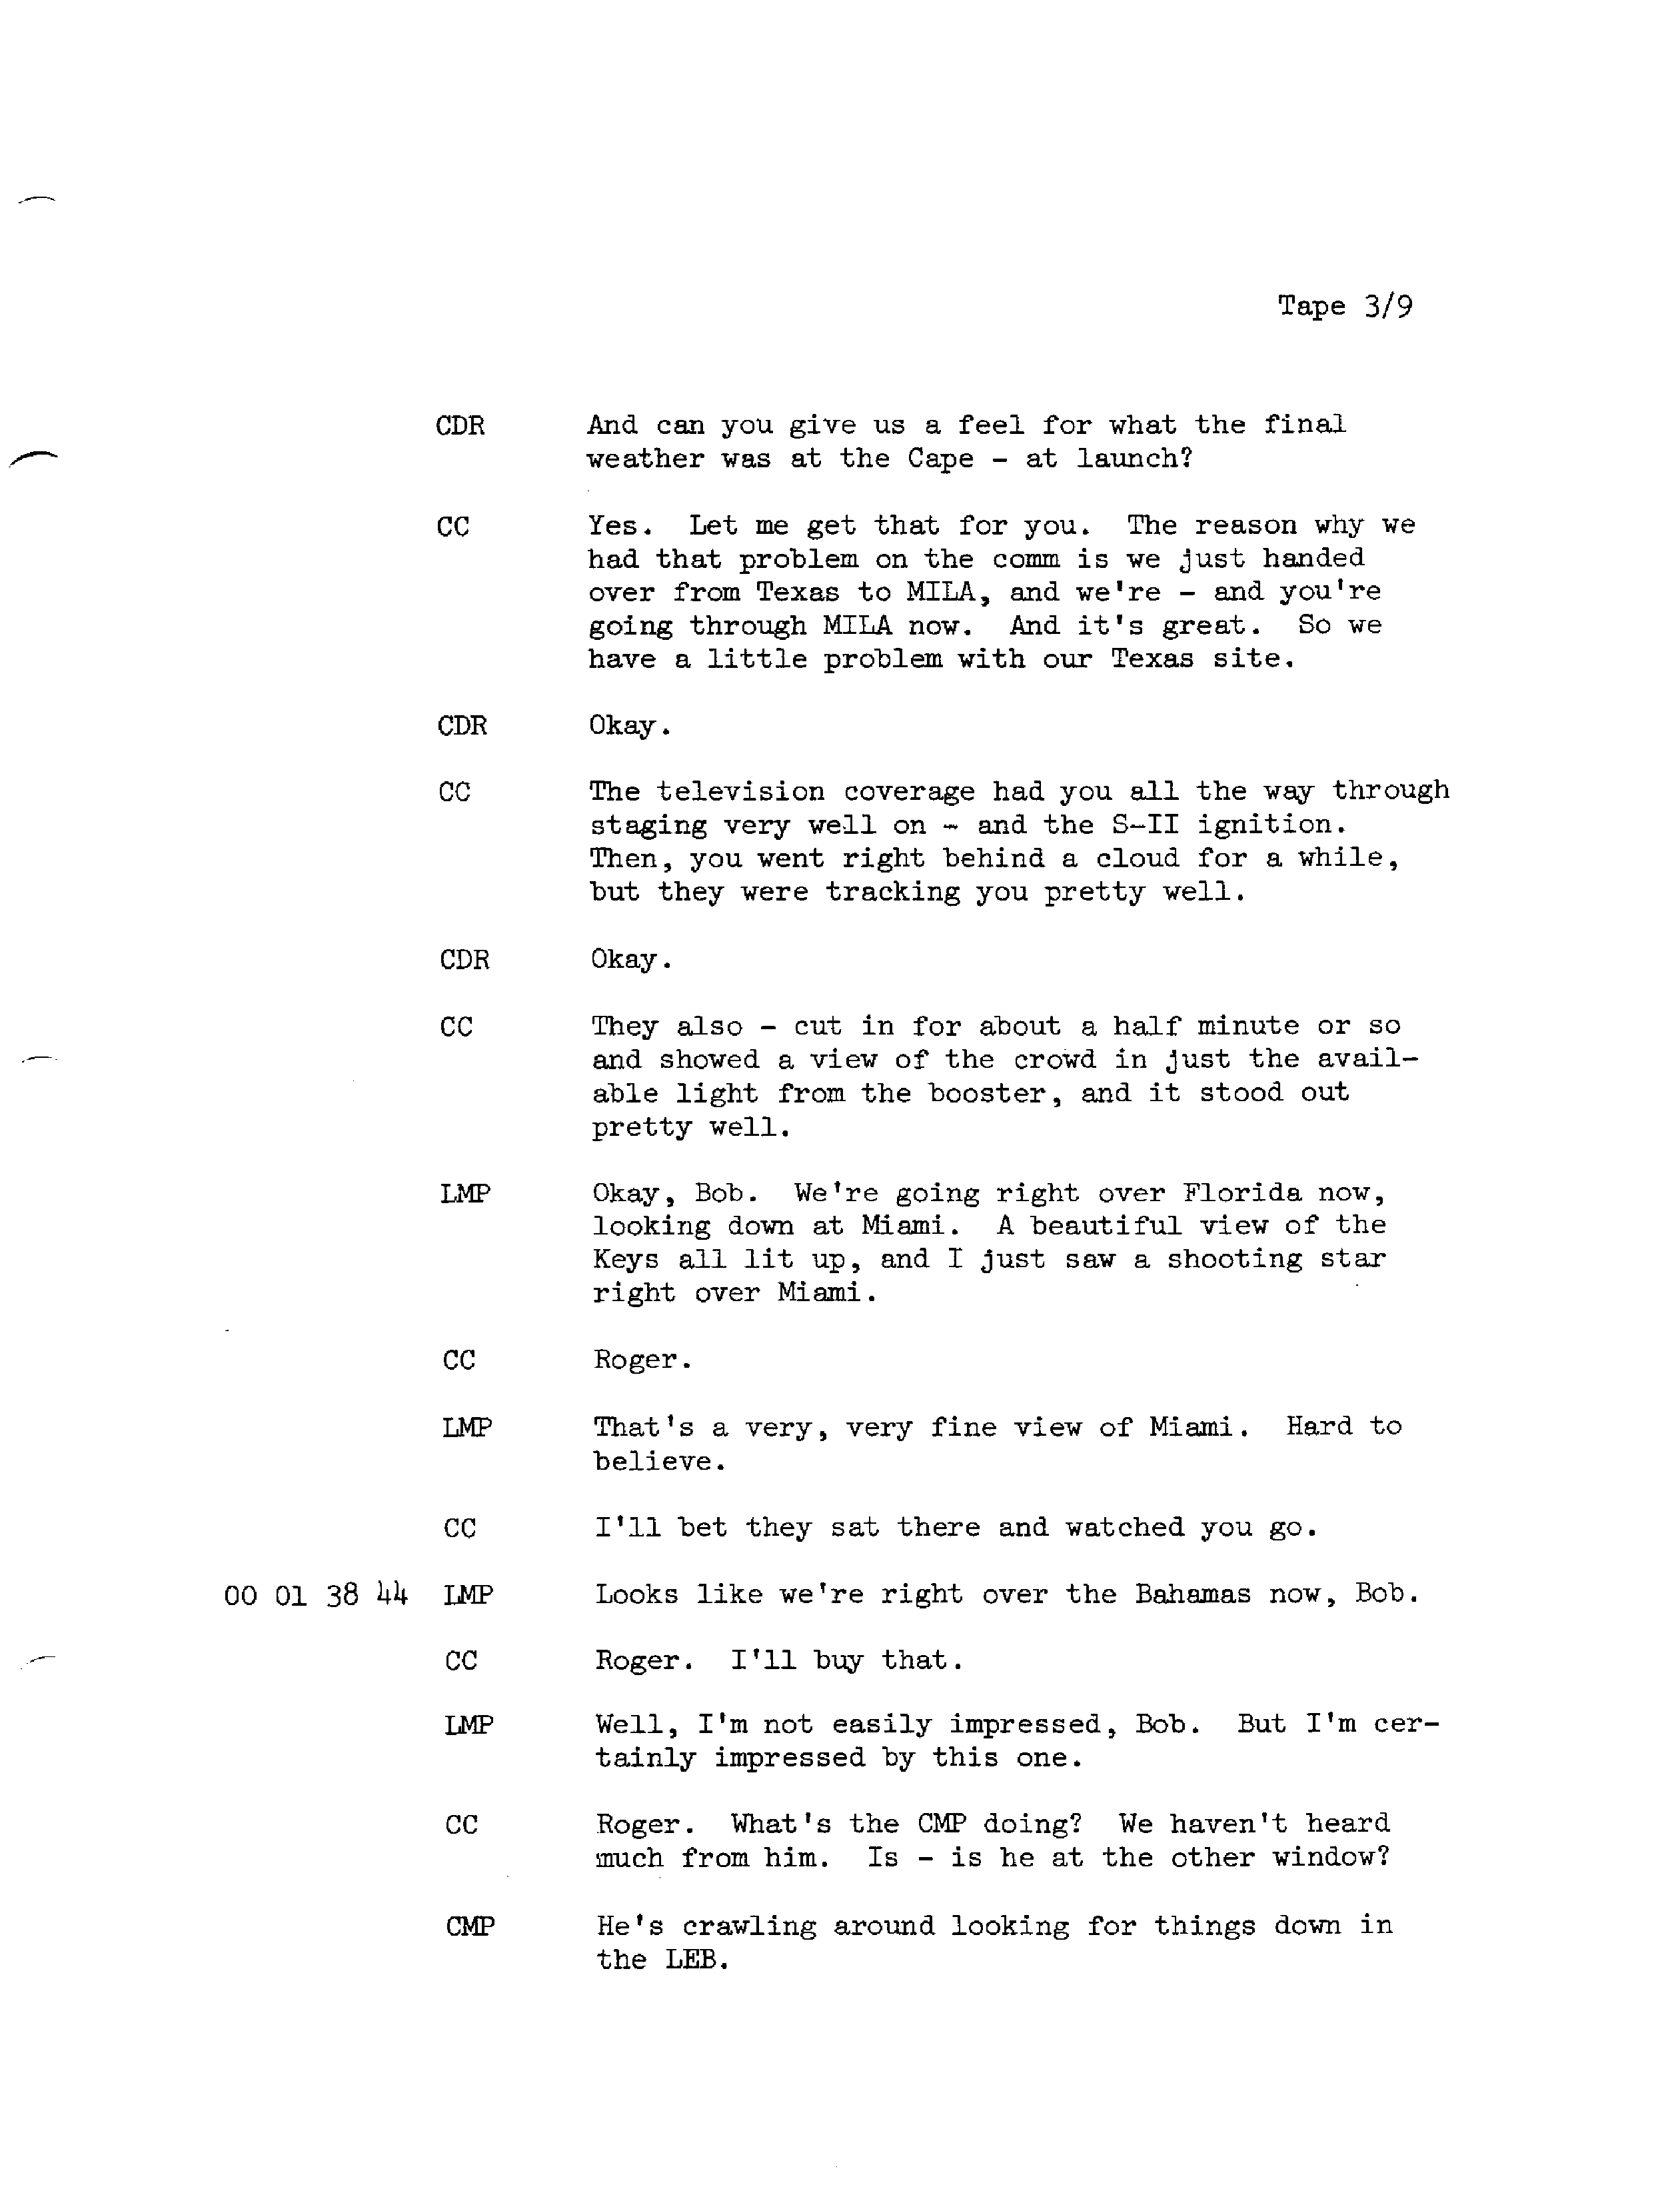 Tape 3/9
CDR And can you give us a feel for what the final
weather was at the Cape - at launch?
CC Yes. Let me get that for you. The reason why we
had that problem on the comm is we just handed
over from Texas to MILA, and we're - and you're
going through MILA now. And it's great. So we
have a little problem with our Texas site.
CDR Okay.
CC The television coverage had you all the way through
staging very well on - and the S-II ignition.
Then, you went right behind a cloud for a while,
but they were tracking you pretty well.
CDR Okay.
CC They also - cut in for about a half minute or so
and showed a view of the crowd in just the avail-
able light from the booster, and it stood out
pretty well.
LMP Okay, Bob. We're going right over Florida now,
looking down at Miami. A beautiful view of the
Keys all lit up, and I just saw a shooting star
right over Miami.
CC Roger.
LMP That's a very, very fine view of Miami. Hard to
believe.
CC I'll bet they sat there and watched you go.
00 01 38 44 LMP Looks like we're right over the Bahamas now, Bob.
CC Roger. I'll buy that.
LMP Well, I'm not easily impressed, Bob. But I'm cer-
tainly impressed by this one.
CC Roger. What's the CMP doing? We haven't heard
much from him. Is - is he at the other window?
CMP He's crawling around looking for things down in
the LEB.